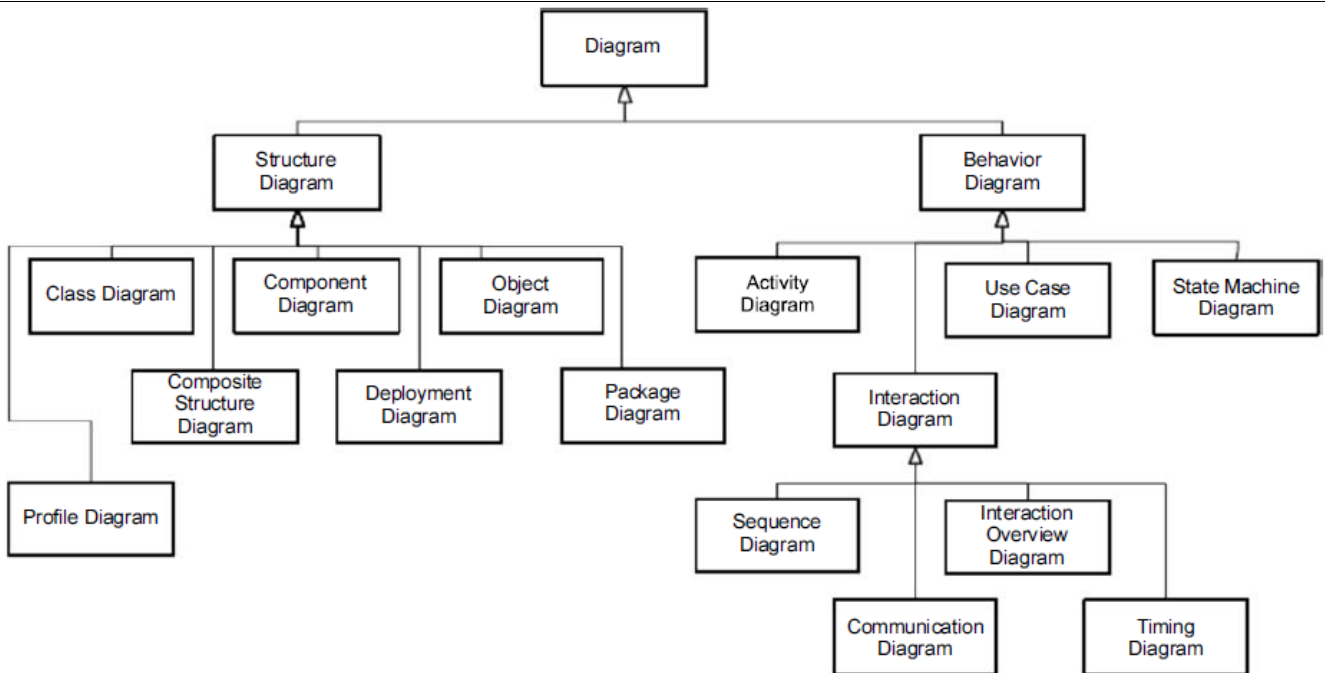 Diagram
Structure
Diagram
Behavior
Diagram
Class Diagram
Component
Diagram
Object
Diagram
Activity
Diagram
Use Case
Diagram
State Machine
Diagram
Composite
Structure
Diagram
Deployment
Diagram
Package
Diagram
Interaction
Diagram
Profile Diagram
Sequence
Diagram
Interaction
Overview
Diagram
Communication
Diagram
Timing
Diagram